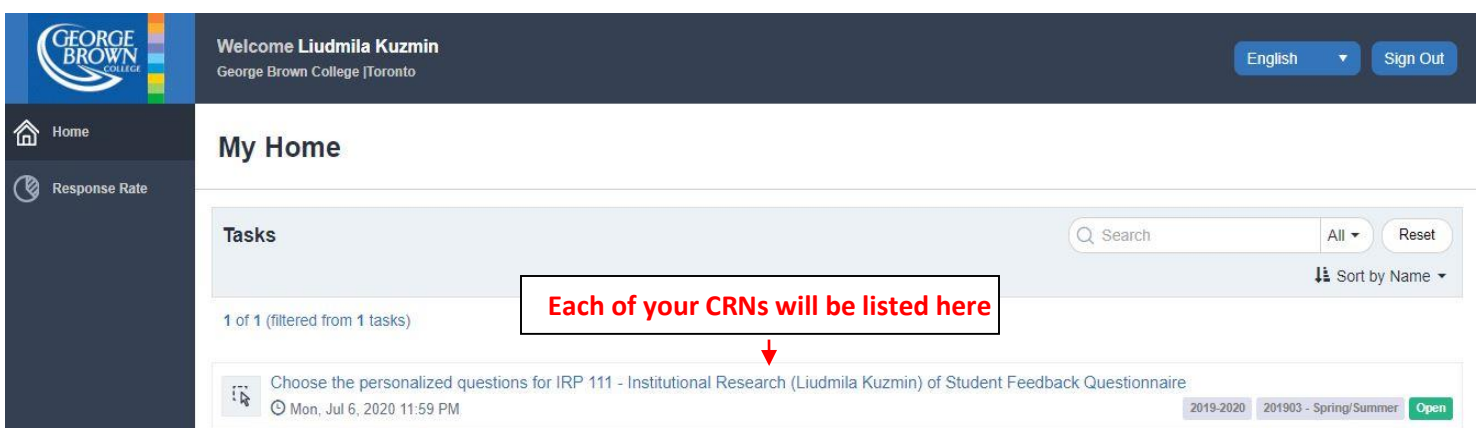 GEORGE
BROWN
COLLEGE
Welcome Liudmila Kuzmin
George Brown College |Toronto
English
Sign Out
Home
Response Rate
My Home
Tasks
Search
All
Reset
Sort by Name
Each of your CRNs will be listed here
1 of 1 (filtered from 1 tasks)
Choose the personalized questions for IRP 111 - Institutional Research (Liudmila Kuzmin) of Student Feedback Questionnaire
Mon, Jul 6, 2020 11:59 PM
2019-2020
201903 - Spring/Summer
Open